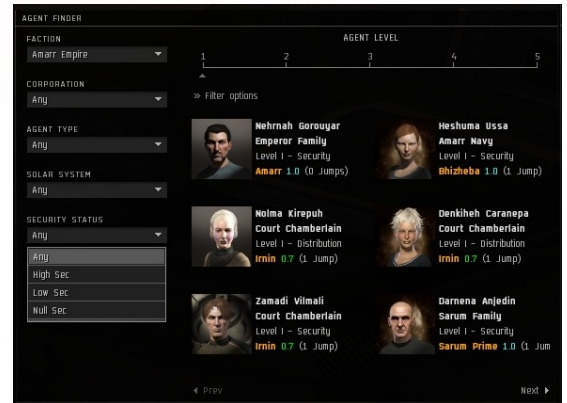 AGENT FINDER
FACTION
Amarr Empire
CORPORATION
Any
AGENT TYPE
Any
SOLAR SYSTEM
Any
SECURITY STATUS
Any
Any
High Sec
Low Sec
Null Sec
AGENT LEVEL
1 2 3 4 5
» Filter options
Nehrnah Gorouyar
Emperor Family
Level I - Security
Amarr 1.0 (0 Jumps)
Heshuma Ussa
Amarr Navy
Level I - Security
Bhizheba 1.0 (1 Jump)
Nolma Kirepuh
Court Chamberlain
Level I - Distribution
Irnin 0.7 (1 Jump)
Denkiheh Caranepa
Court Chamberlain
Level I - Distribution
Irnin 0.7 (1 Jump)
Zamadi Vilmali
Court Chamberlain
Level I - Security
Irnin 0.7 (1 Jump)
Darnena Anjedin
Sarum Family
Level I - Security
Sarum Prime 1.0 (1 Jum
Prev
Next